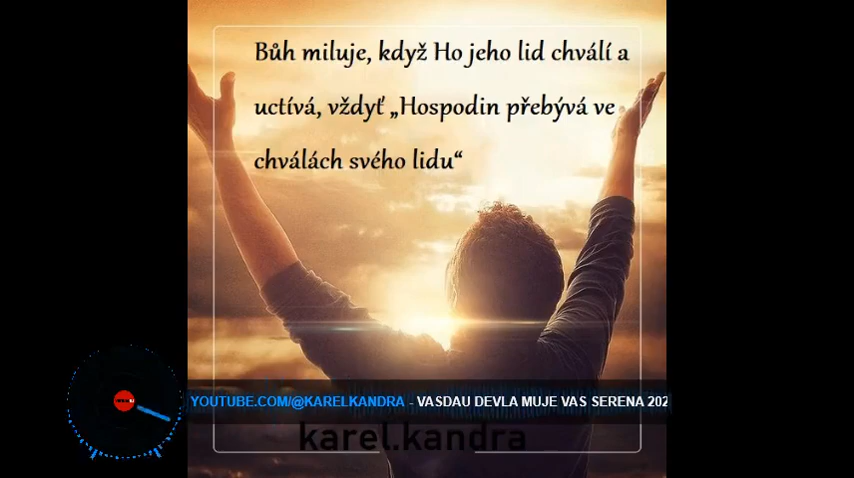 Bůh miluje, když Ho jeho lid chválí a
uctívá, vždyť „Hospodin přebývá ve
chválách svého lidu“
YOUTUBE.COM/@KARELKANDRA - VASDAU DEVLA MUJE VAS SERENA 202
karel.kandra